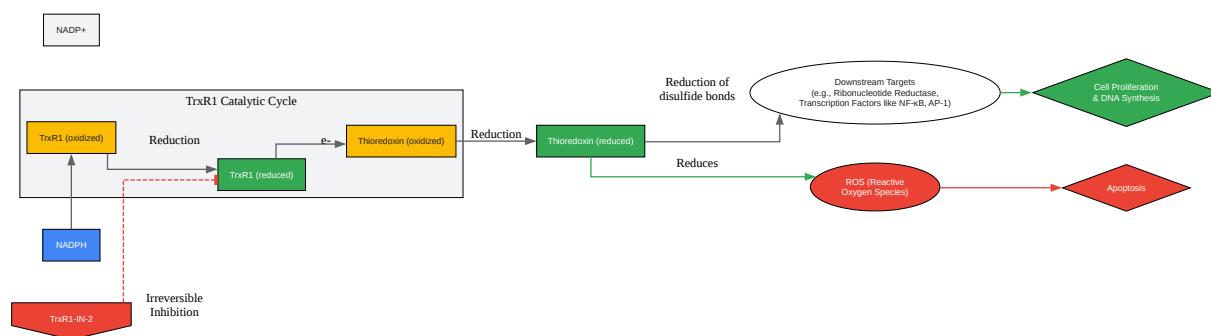 NADP+
TrxR1 Catalytic Cycle
TrxR1 (oxidized)
Reduction
TrxR1 (reduced)
e-
Thioredoxin (oxidized)
Reduction
Thioredoxin (reduced)
Reduction of
disulfide bonds
Downstream Targets
(e.g., Ribonucleotide Reductase,
Transcription Factors like NF-κB, AP-1)
Cell Proliferation
& DNA Synthesis
Reduces
ROS (Reactive
Oxygen Species)
Apoptosis
NADPH
Irreversible
Inhibition
TrxR1-IN-2